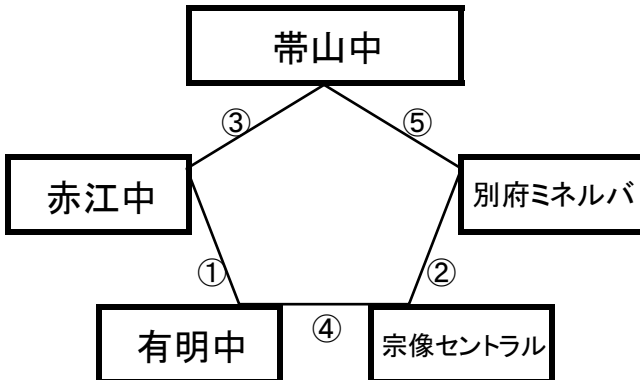 帯山中
③
⑤
赤江中
別府ミネルバ
①
②
有明中
④
宗像セントラル